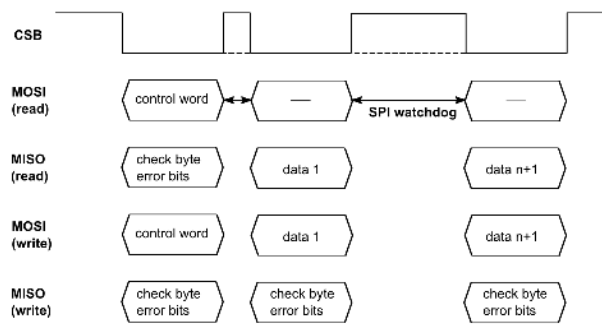 CSB
MOSI
(read)
control word
—
—
SPI watchdog
MISO
(read)
check byte
error bits
data 1
data n+1
MOSI
(write)
control word
data 1
data n+1
MISO
(write)
check byte
error bits
check byte
error bits
check byte
error bits